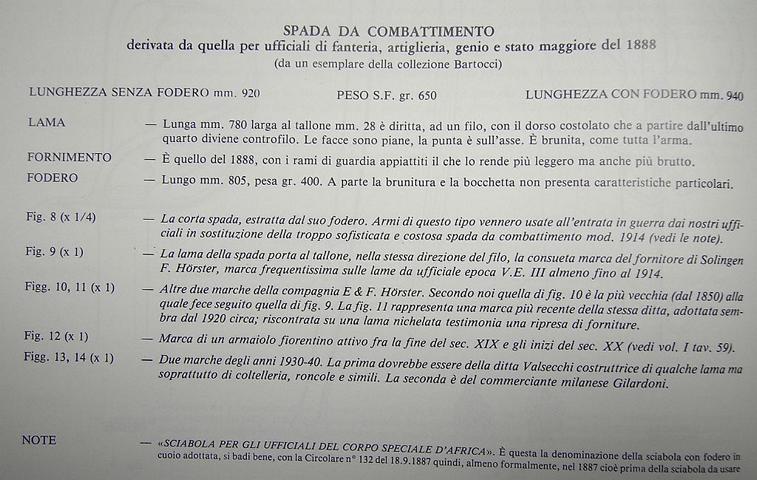 SPADA DA COMBATTIMENTO
derivata da quella per ufficiali di fanteria, artiglieria, genio e stato maggiore del 1888
(da un esemplare della collezione Bartocci)
LUNGHEZZA SENZA FODERO mm. 920 PESO S.F. gr. 650 LUNGHEZZA CON FODERO mm. 940
LAMA — Lunga mm. 780 larga al tallone mm. 28 è diritta, ad un filo, con il dorso costolato che a partire dall'ultimo
quarto diviene controfilo. Le facce sono piane, la punta è sull'asse. È brunita, come tutta l'arma.
FORNIMENTO — È quello del 1888, con i rami di guardia appiattiti il che lo rende più leggero ma anche più brutto.
FODERO — Lungo mm. 805, pesa gr. 400. A parte la brunitura e la bocchetta non presenta caratteristiche particolari.
Fig. 8 (x 1/4) — La corta spada, estratta dal suo fodero. Armi di questo tipo vennero usate all'entrata in guerra dai nostri uffi-
ciali in sostituzione della troppo sofisticata e costosa spada da combattimento mod. 1914 (vedi le note).
Fig. 9 (x 1) — La lama della spada porta al tallone, nella stessa direzione del filo, la consueta marca del fornitore di Solingen
F. Hörster, marca frequentissima sulle lame da ufficiale epoca V.E. III almeno fino al 1914.
Figg. 10, 11 (x 1) — Altre due marche della compagnia E & F. Hörster. Secondo noi quella di fig. 10 è la più vecchia (dal 1850) alla
quale fece seguito quella di fig. 9. La fig. 11 rappresenta una marca più recente della stessa ditta, adottata sem-
bra dal 1920 circa; riscontrata su una lama nichelata testimonia una ripresa di forniture.
Fig. 12 (x 1) — Marca di un armaiolo fiorentino attivo fra la fine del sec. XIX e gli inizi del sec. XX (vedi vol. I tav. 59).
Figg. 13, 14 (x 1) — Due marche degli anni 1930-40. La prima dovrebbe essere della ditta Valsecchi costruttrice di qualche lama ma
soprattutto di coltelleria, roncole e simili. La seconda è del commerciante milanese Gilardoni.
NOTE — «SCIABOLA PER GLI UFFICIALI DEL CORPO SPECIALE D'AFRICA». È questa la denominazione della sciabola con fodero in
cuoio adottata, si badi bene, con la Circolare n° 132 del 18.9.1887 quindi, almeno formalmente, nel 1887 cioè prima della sciabola da usare